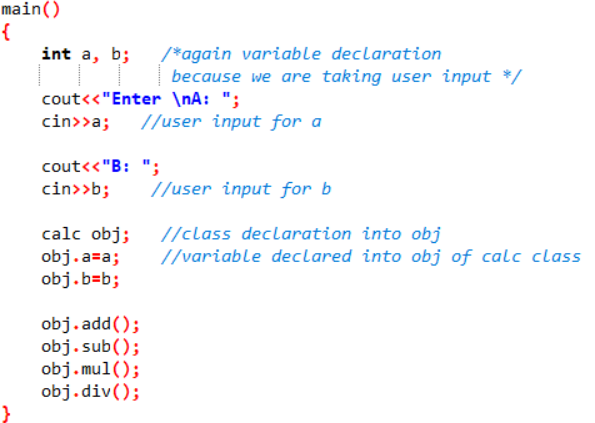 main()
{
int a, b; /*again variable declaration
because we are taking user input */
cout<<"Enter \nA: ";
cin>>a; //user input for a
cout<<"B: ";
cin>>b; //user input for b
calc obj; //class declaration into obj
obj.a=a; //variable declared into obj of calc class
obj.b=b;
obj.add();
obj.sub();
obj.mul();
obj.div();
}